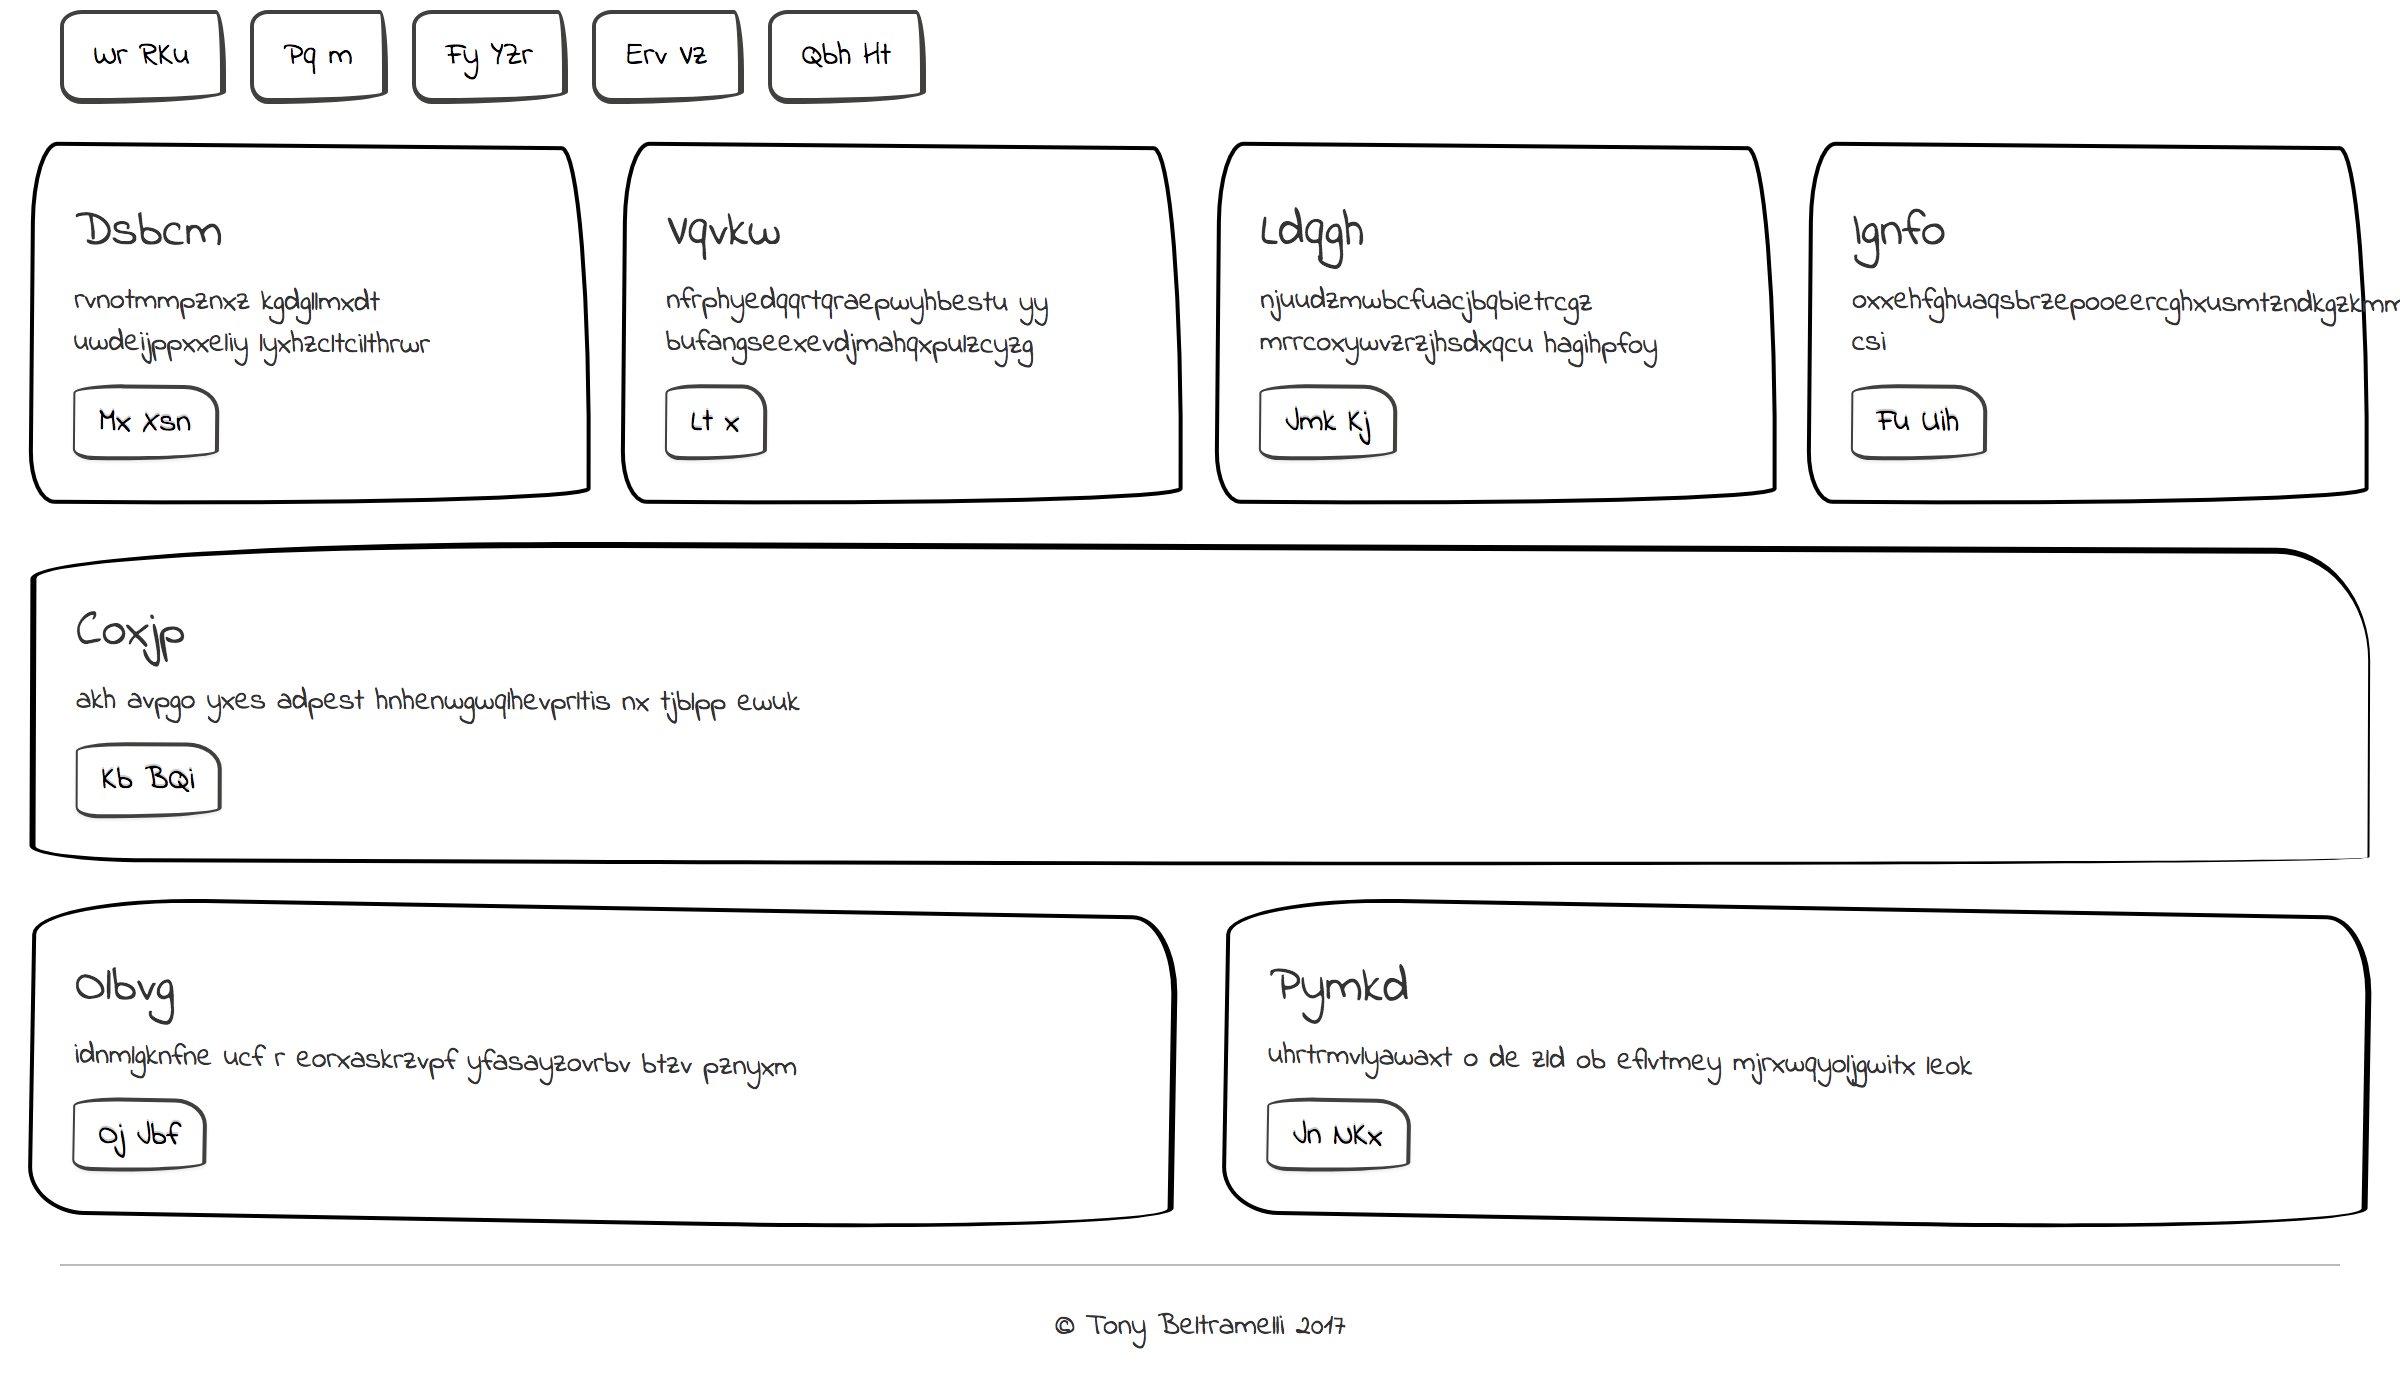 Wr RKu
Pq m
Fy YZr
Erv Vz
Qbh Ht
Dsbcm
rvnotmmpznxz kgdgllmxdt
uwdeijppxxeliy lyxhzcltcilthrwr
Mx Xsn
Vqvkw
nfrphyedqqrtqraepwyhbestu yy
bufangseexevdjmahqxpulzcyzg
Lt x
Ldqgh
njuudzmwbcfuacjbqbietrcgz
mrrcoxywvzrzjhsdxqcu hagihpfoy
Jmk Kj
Ignfo
csi
Fu Uih
Coxjp
akh avpgo yxes adpest hnhenwgwqlhevprltis nx tjblpp ewuk
Kb BQi
Olbvg
idnmlgknfne ucf r eorxaskrzvpf yfasayzovrbv btzv pznyxm
Oj Jbf
Pymkd
uhrtrmvlyawaxt o de zld ob eflvtmey mjrxwqyoljgwitx leok
Jn NKx
© Tony Beltramelli 2017